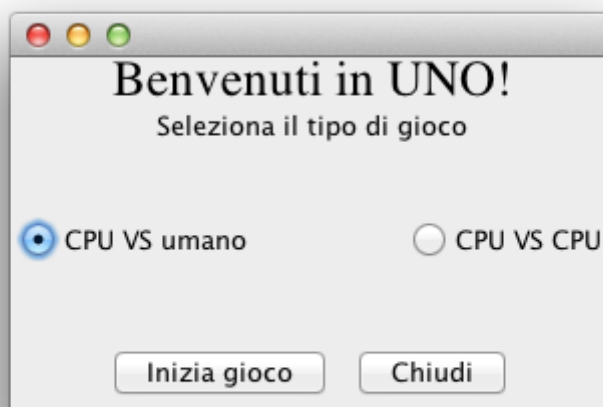 Benvenuti in UNO!
Seleziona il tipo di gioco
CPU VS umano CPU VS CPU
Inizia gioco Chiudi